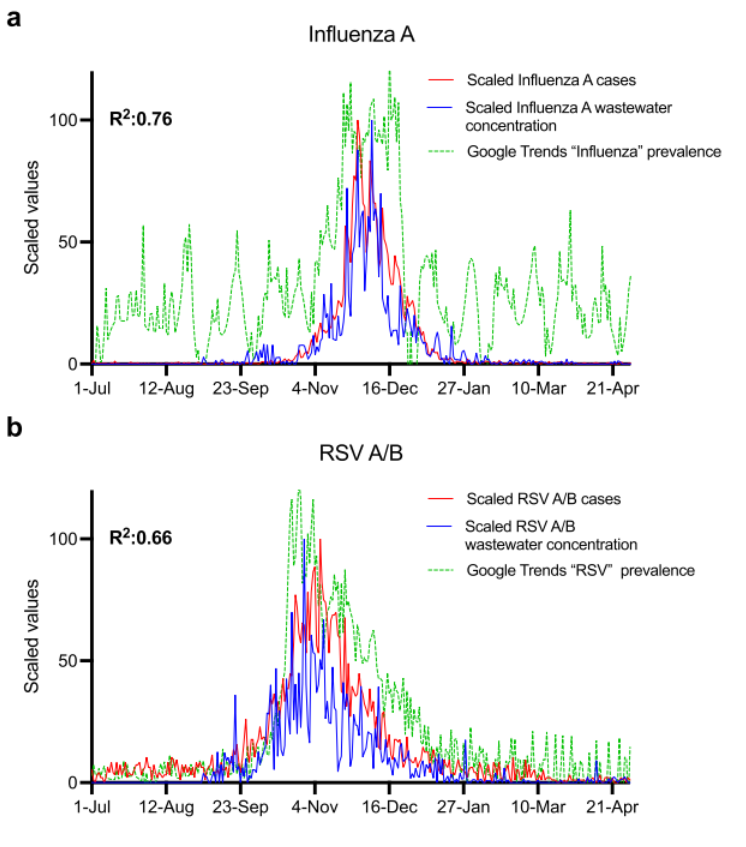 a
Influenza A
Scaled values
100
50
0
R²:0.76
Scaled Influenza A cases
Scaled Influenza A wastewater
concentration
Google Trends “Influenza” prevalence
1-Jul 12-Aug 23-Sep 4-Nov 16-Dec 27-Jan 10-Mar 21-Apr
b
RSV A/B
Scaled values
100
50
0
R²:0.66
Scaled RSV A/B cases
Scaled RSV A/B
wastewater concentration
Google Trends “RSV” prevalence
1-Jul 12-Aug 23-Sep 4-Nov 16-Dec 27-Jan 10-Mar 21-Apr